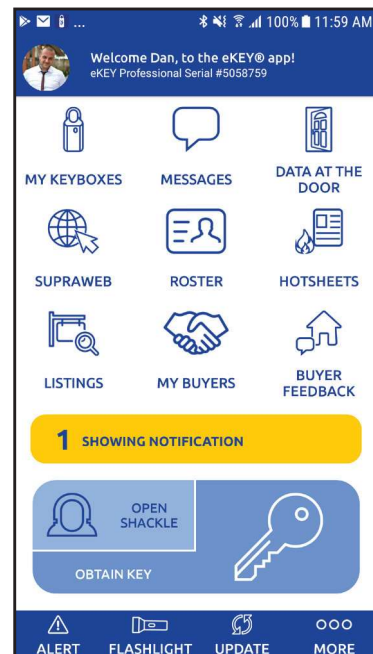 ... 100% 11:59 AM
Welcome Dan, to the eKEY® app!
eKEY Professional Serial #5058759
MY KEYBOXES
MESSAGES
DATA AT THE
DOOR
SUPRAWEB
ROSTER
HOTSHEETS
LISTINGS
MY BUYERS
BUYER
FEEDBACK
1 SHOWING NOTIFICATION
OPEN
SHACKLE
OBTAIN KEY
ALERT FLASHLIGHT UPDATE MORE